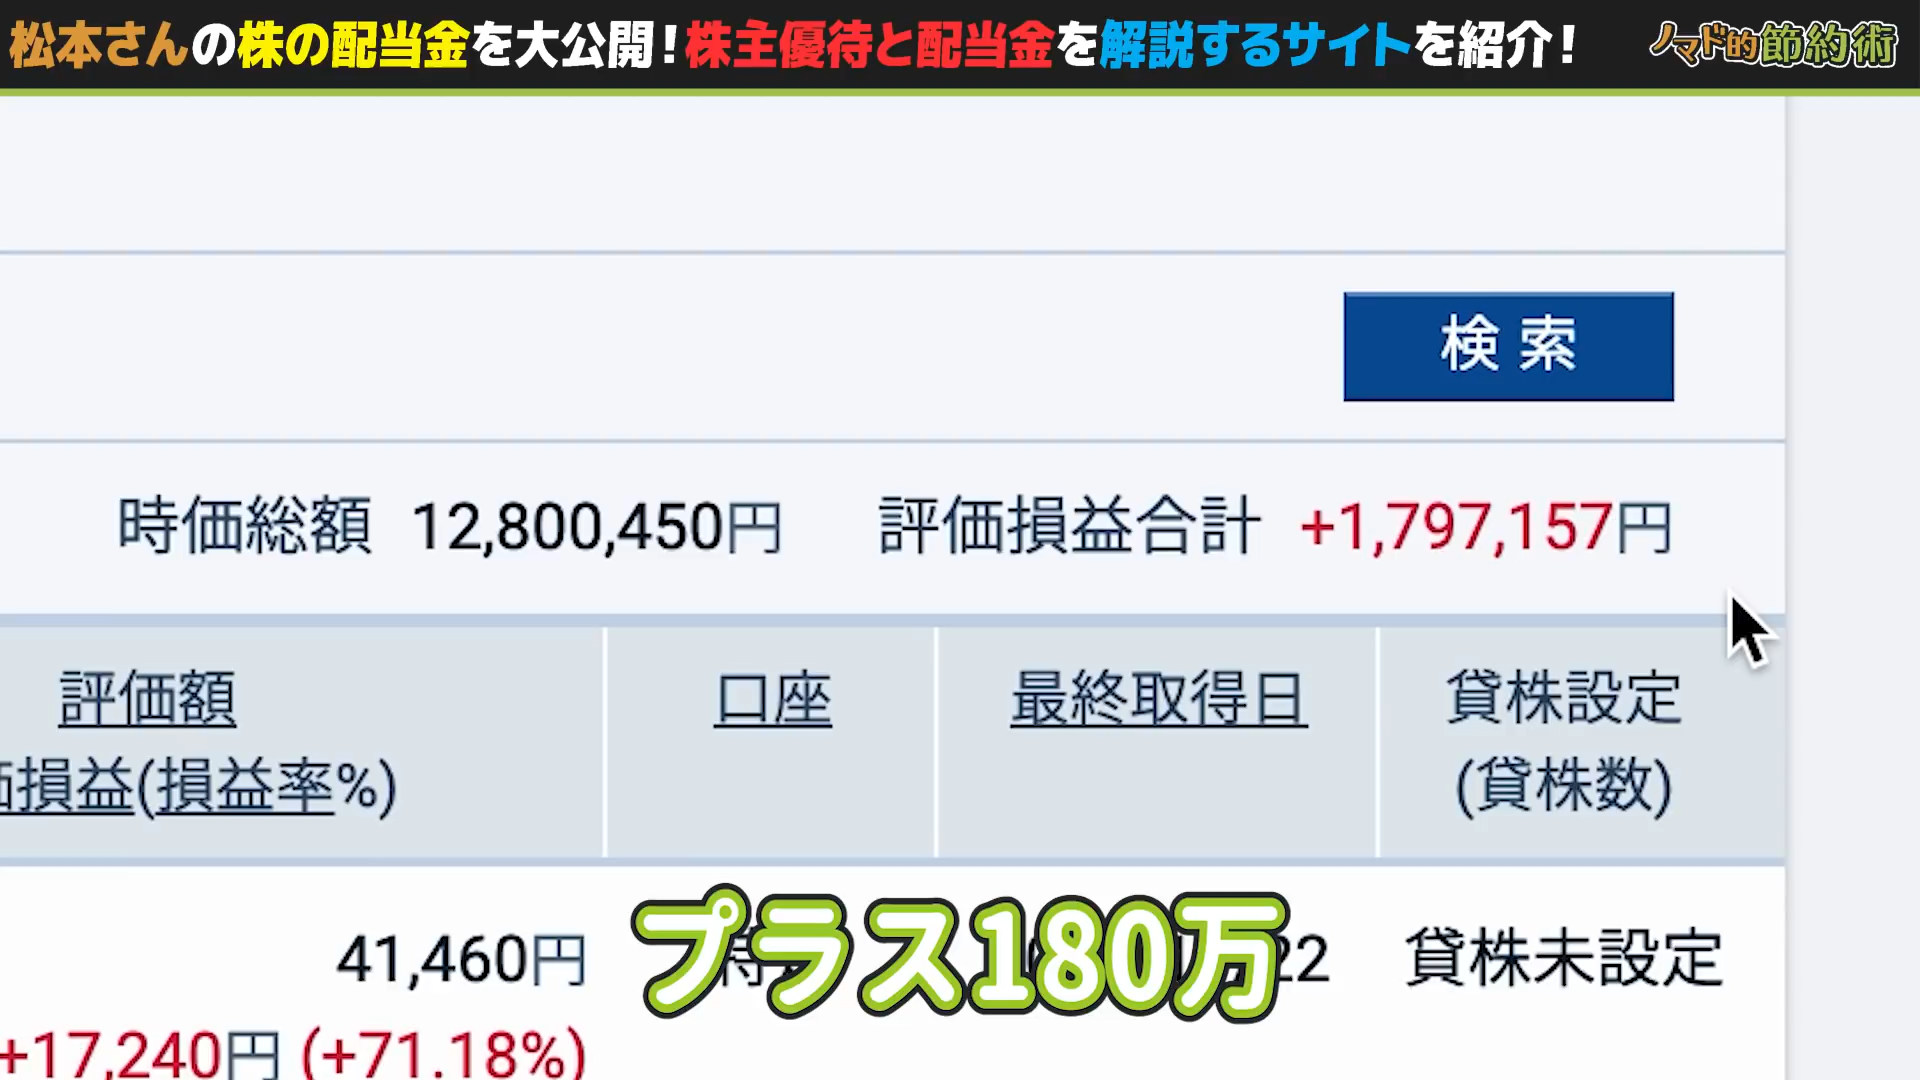 松本さんの株の配当金を大公開！株主優待と配当金を解説するサイトを紹介！
ノマド的節約術
検索
時価総額 12,800,450円 評価損益合計 +1,797,157円
評価額 口座 最終取得日 貸株設定
損益(損益率%) (貸株数)
41,460円 22 貸株未設定
プラス180万
+17,240円 (+71.18%)